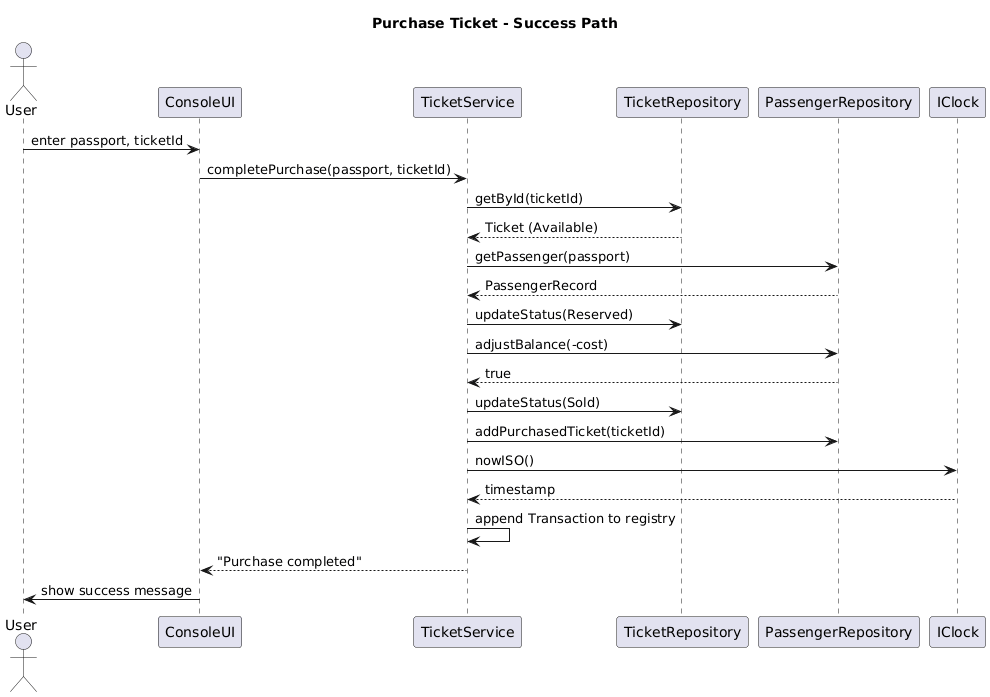 Purchase Ticket - Success Path
User
ConsoleUI
TicketService
TicketRepository
PassengerRepository
IClock
enter passport, ticketId
completePurchase(passport, ticketId)
getById(ticketId)
Ticket (Available)
getPassenger(passport)
PassengerRecord
updateStatus(Reserved)
adjustBalance(-cost)
true
updateStatus(Sold)
addPurchasedTicket(ticketId)
nowISO()
timestamp
append Transaction to registry
"Purchase completed"
show success message
User
ConsoleUI
TicketService
TicketRepository
PassengerRepository
IClock